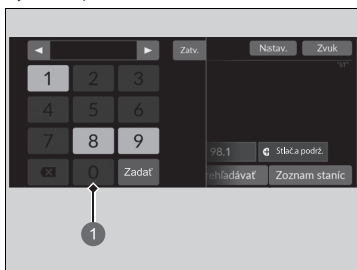 Zatv. Nastav. Zvuk
"ST"
1 2 3
4 5 6
7 8 9
98.1 Stlač.a podrž.
0 Zadať
ehľadávať Zoznam staníc
1